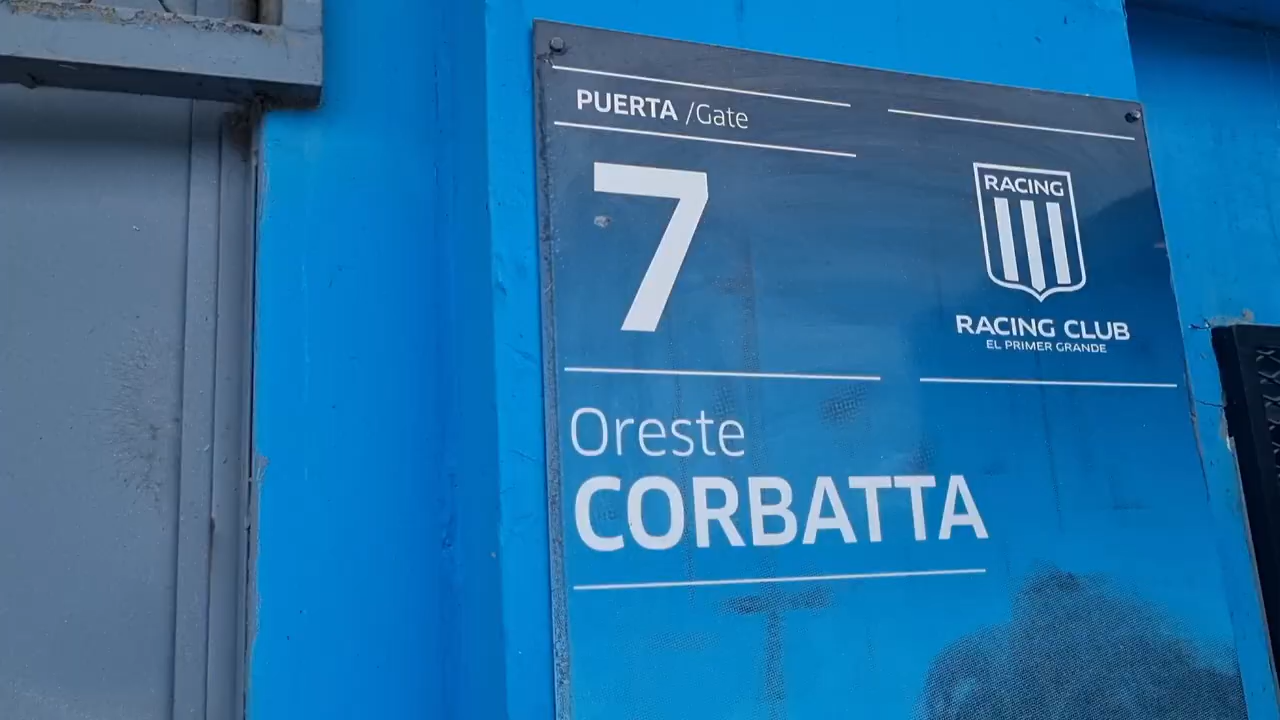 PUERTA /Gate
7
RACING
RACING CLUB
EL PRIMER GRANDE
Oreste
CORBATTA